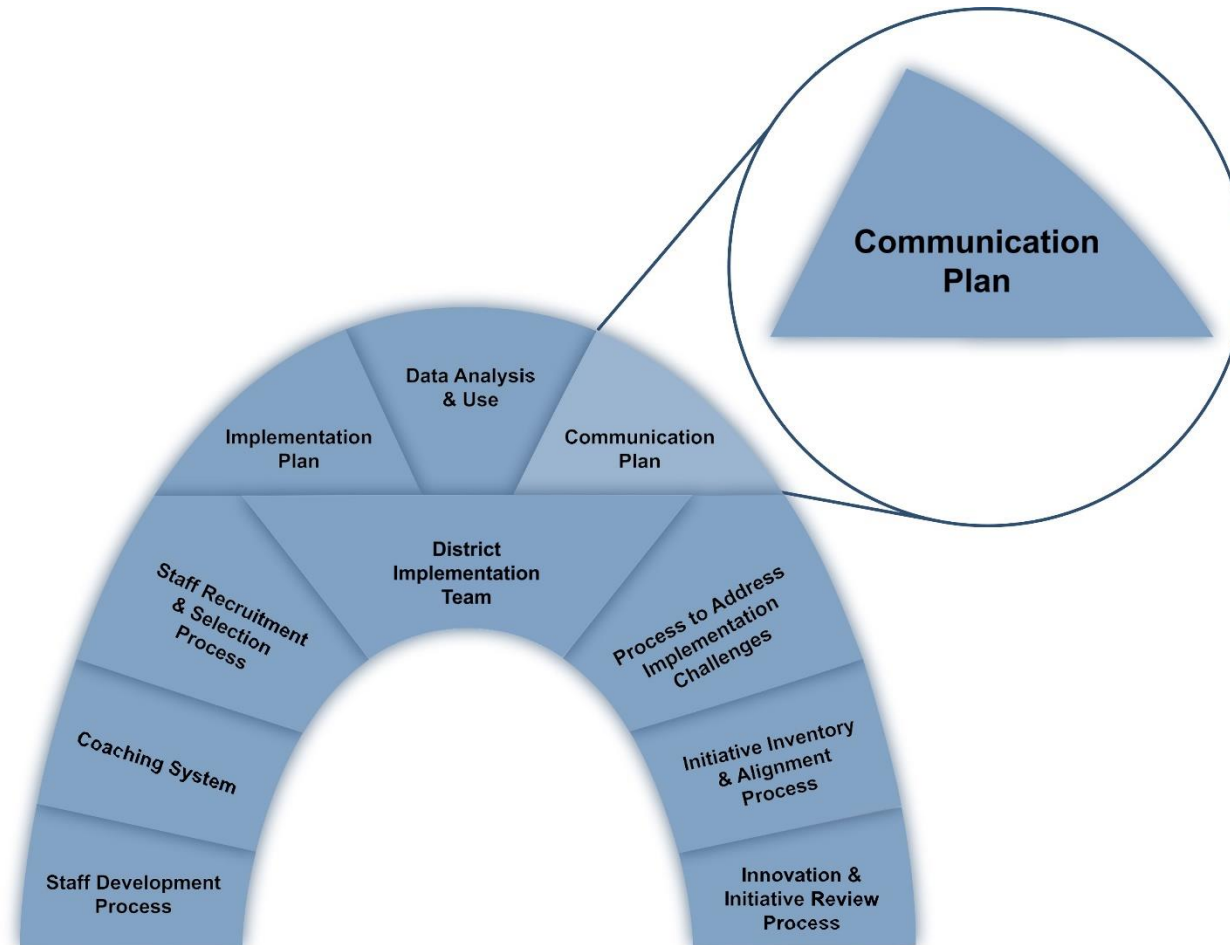 Communication
Plan
Data Analysis
& Use
Implementation
Plan
Communication
Plan
District
Implementation
Team
Staff Recruitment
& Selection
Process
Process to Address
Implementation
Challenges
Coaching System
Initiative Inventory
& Alignment
Process
Staff Development
Process
Innovation &
Initiative Review
Process